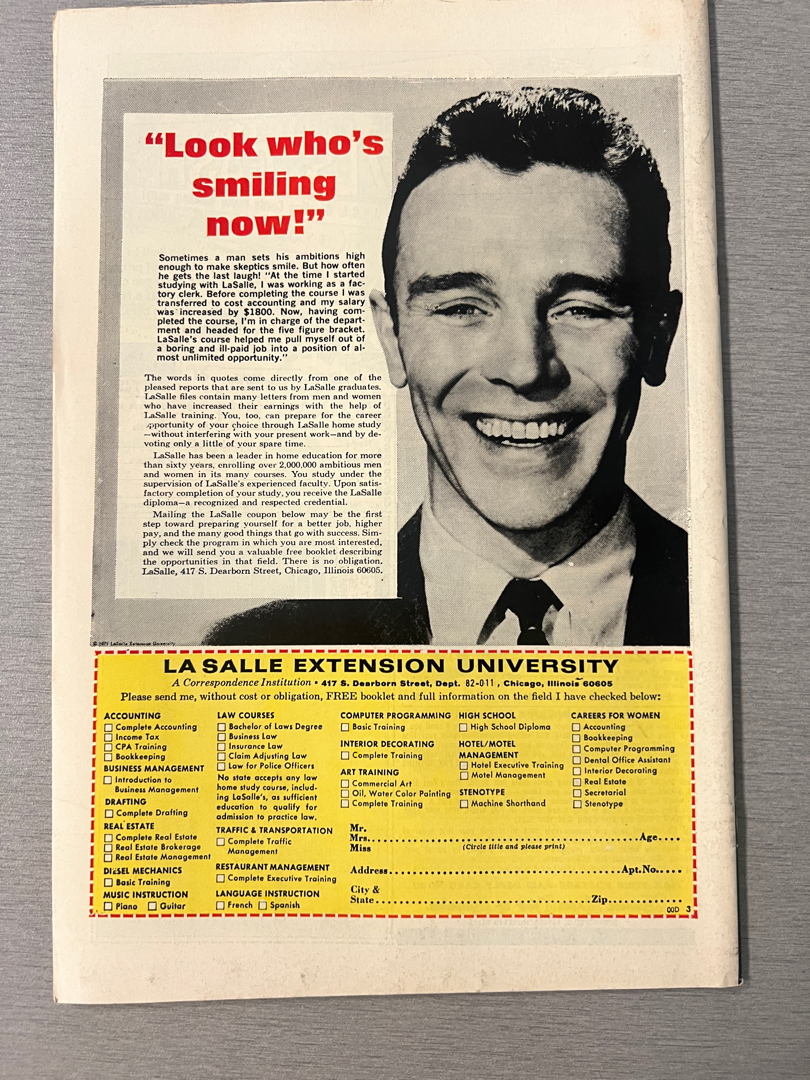 “Look who’s
smiling
now!”
Sometimes a man sets his ambitions high
enough to make skeptics smile. But how often
he gets the last laugh! “At the time I started
studying with LaSalle, I was working as a fac-
tory clerk. Before completing the course I was
transferred to cost accounting and my salary
was increased by $1800. Now, having com-
pleted the course, I’m in charge of the depart-
ment and headed for the five figure bracket.
LaSalle’s course helped me pull myself out of
a boring and ill-paid job into a position of al-
most unlimited opportunity.”
The words in quotes come directly from one of the
pleased reports that are sent to us by LaSalle graduates.
LaSalle files contain many letters from men and women
who have increased their earnings with the help of
LaSalle training. You, too, can prepare for the career
opportunity of your choice through LaSalle home study
—without interfering with your present work—and by de-
voting only a little of your spare time.
LaSalle has been a leader in home education for more
than sixty years, enrolling over 2,000,000 ambitious men
and women in its many courses. You study under the
supervision of LaSalle’s experienced faculty. Upon satis-
factory completion of your study, you receive the LaSalle
diploma—a recognized and respected credential.
Mailing the LaSalle coupon below may be the first
step toward preparing yourself for a better job, higher
pay, and the many good things that go with success. Sim-
ply check the program in which you are most interested,
and we will send you a valuable free booklet describing
the opportunities in that field. There is no obligation.
LaSalle, 417 S. Dearborn Street, Chicago, Illinois 60605.
© LaSalle Extension University
LA SALLE EXTENSION UNIVERSITY
A Correspondence Institution • 417 S. Dearborn Street, Dept. 82-011, Chicago, Illinois 60605
Please send me, without cost or obligation, FREE booklet and full information on the field I have checked below:
ACCOUNTING
Complete Accounting
Income Tax
CPA Training
Bookkeeping
BUSINESS MANAGEMENT
Introduction to
Business Management
DRAFTING
Complete Drafting
REAL ESTATE
Complete Real Estate
Real Estate Brokerage
Real Estate Management
DIESEL MECHANICS
Basic Training
MUSIC INSTRUCTION
Piano Guitar
LAW COURSES
Bachelor of Laws Degree
Business Law
Insurance Law
Claim Adjusting Law
Law for Police Officers
No state accepts any law
home study course, includ-
ing LaSalle’s, as sufficient
education to qualify for
admission to practice law.
TRAFFIC & TRANSPORTATION
Complete Traffic
Management
RESTAURANT MANAGEMENT
Complete Executive Training
LANGUAGE INSTRUCTION
French Spanish
COMPUTER PROGRAMMING
Basic Training
INTERIOR DECORATING
Complete Training
ART TRAINING
Commercial Art
Oil, Water Color Painting
Complete Training
HIGH SCHOOL
High School Diploma
HOTEL/MOTEL
MANAGEMENT
Hotel Executive Training
Motel Management
STENOTYPE
Machine Shorthand
CAREERS FOR WOMEN
Accounting
Bookkeeping
Computer Programming
Dental Office Assistant
Interior Decorating
Real Estate
Secretarial
Stenotype
Mr.
Mrs. Age
Miss (Circle title and please print)
Address Apt. No.
City &
State Zip
00D 3